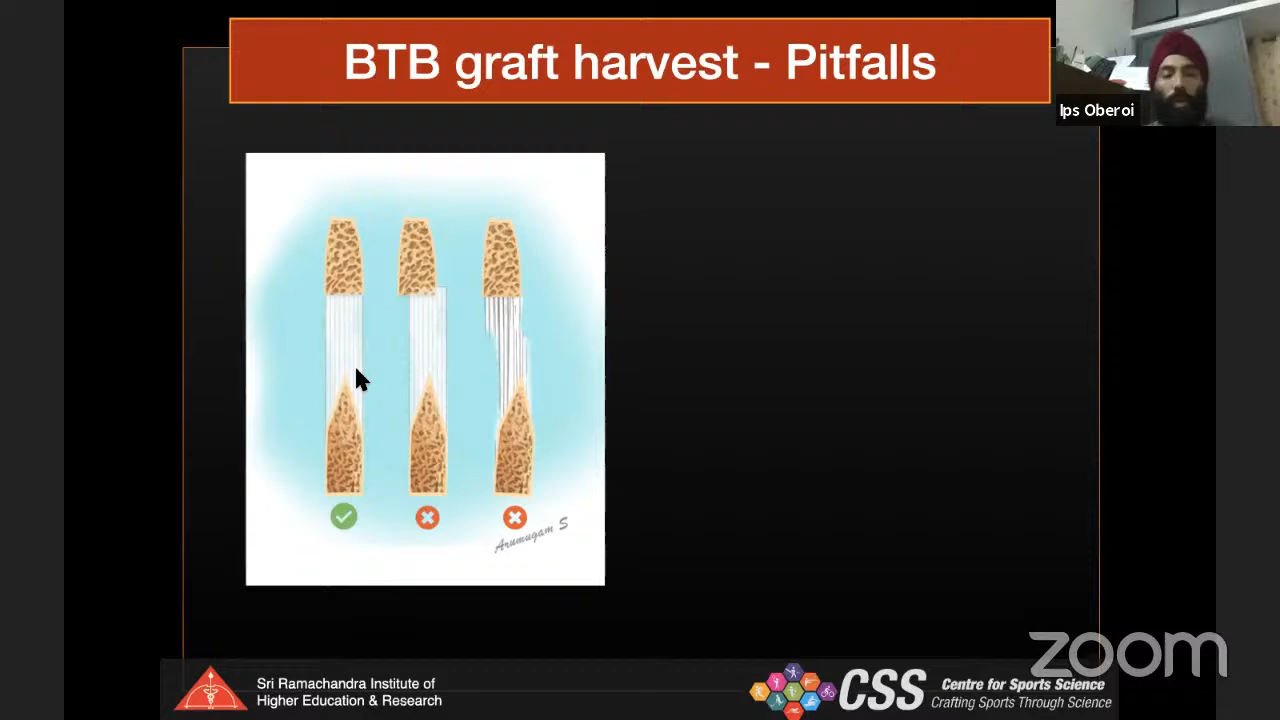 BTB graft harvest - Pitfalls
Ips Oberoi
Arumugam S
zoom
Sri Ramachandra Institute of
Higher Education & Research
CSS
Centre for Sports Science
Crafting Sports Through Science